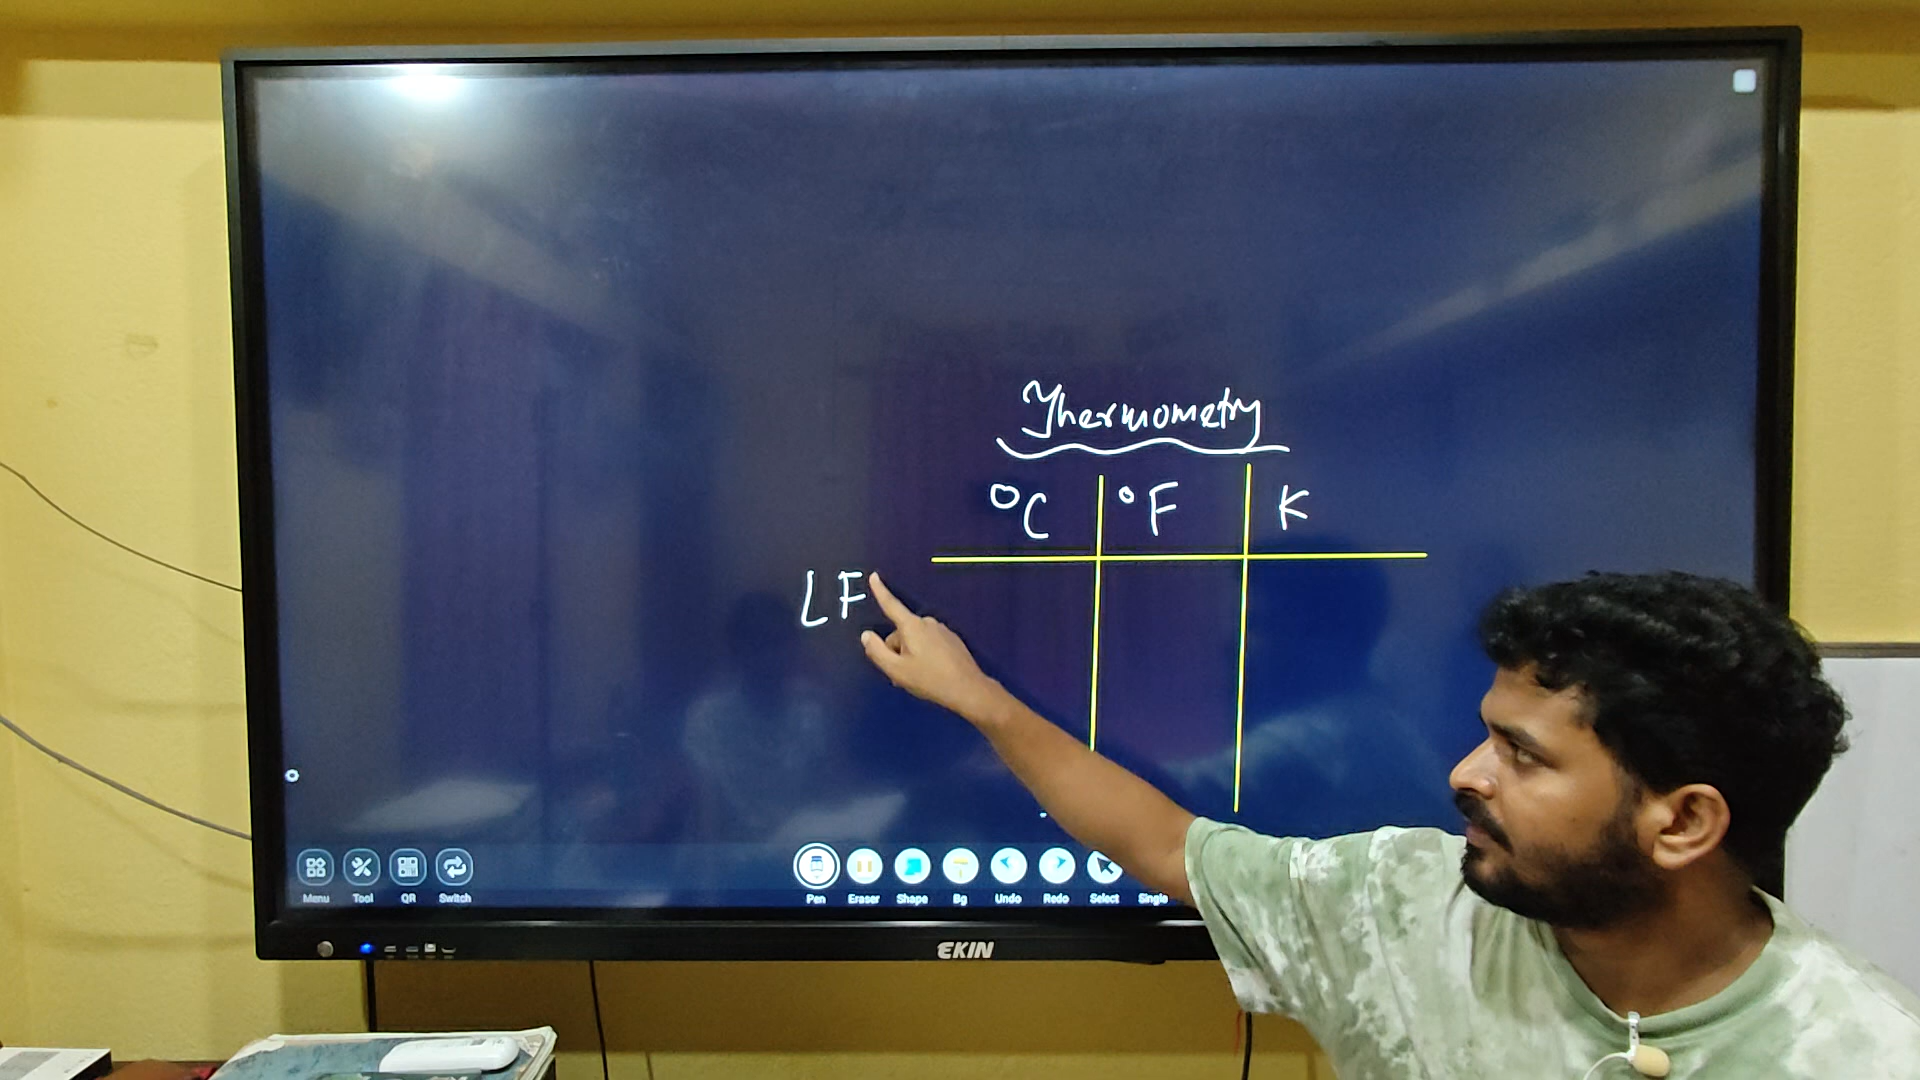 Thermometry
°C °F K
LF
Menu Tool QR Switch Pen Eraser Shape Bg Undo Redo Select Single
EKIN